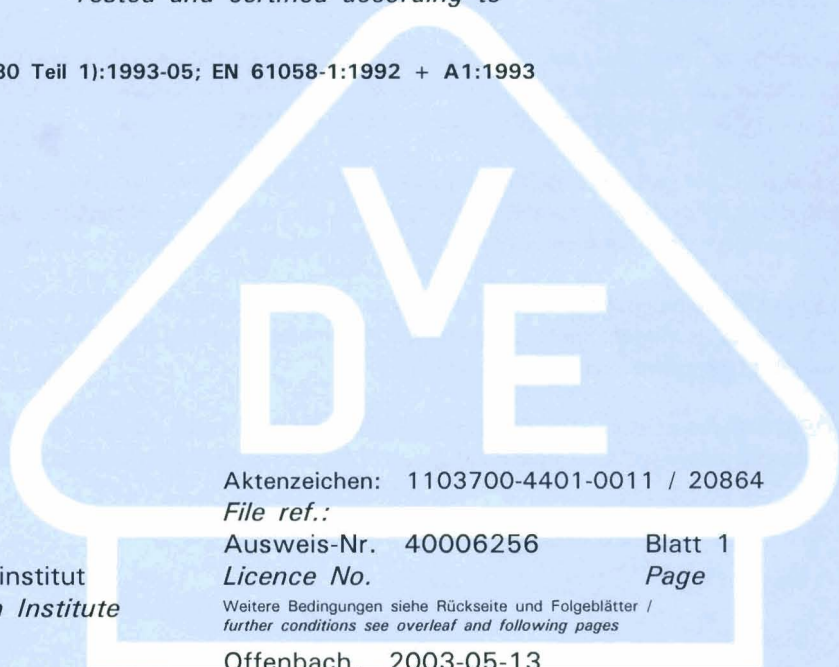 Tested and certified according to
30 Teil 1):1993-05; EN 61058-1:1992 + A1:1993
VDE
Aktenzeichen: 1103700-4401-0011 / 20864
File ref.:
Ausweis-Nr. 40006256 Blatt 1
institut Licence No. Page
Institute Weitere Bedingungen siehe Rückseite und Folgeblätter /
further conditions see overleaf and following pages
Offenbach 2003-05-13